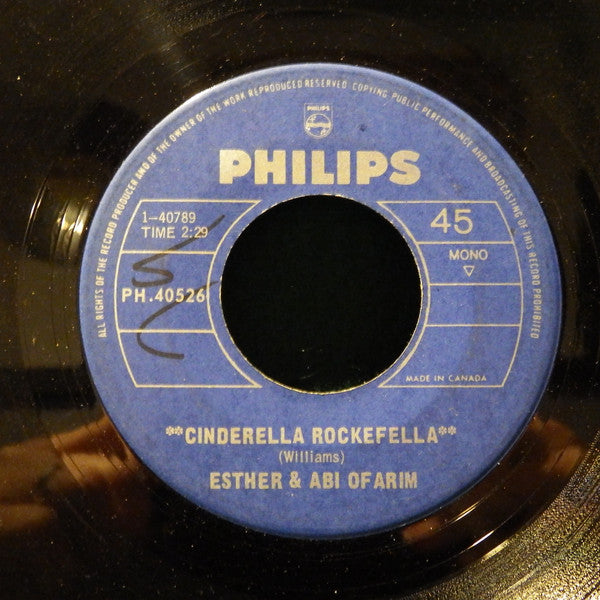 ALL RIGHTS OF THE RECORD PRODUCER AND OF THE OWNER OF THE WORK REPRODUCED RESERVED COPYING PUBLIC PERFORMANCE AND BROADCASTING OF THIS RECORD PROHIBITED
PHILIPS
PHILIPS
1-40789
TIME 2:29
PH.40526
45
MONO
MADE IN CANADA
**CINDERELLA ROCKEFELLA**
(Williams)
ESTHER & ABI OFARIM